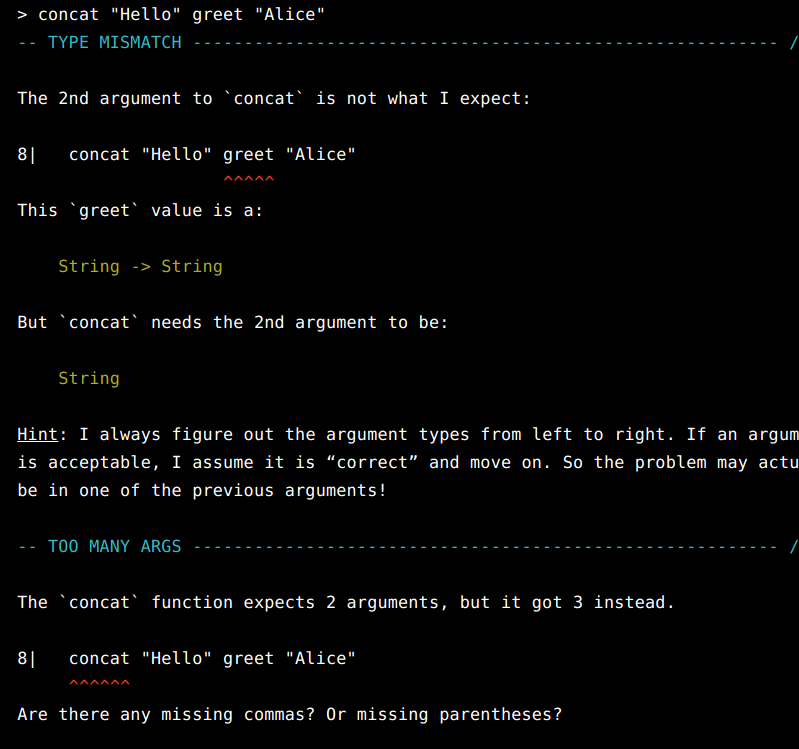 > concat "Hello" greet "Alice"
-- TYPE MISMATCH --------------------------------------------------------- /
The 2nd argument to `concat` is not what I expect:
8|   concat "Hello" greet "Alice"
^^^^^
This `greet` value is a:
String -> String
But `concat` needs the 2nd argument to be:
String
Hint: I always figure out the argument types from left to right. If an argum
is acceptable, I assume it is “correct” and move on. So the problem may actu
be in one of the previous arguments!
-- TOO MANY ARGS --------------------------------------------------------- /
The `concat` function expects 2 arguments, but it got 3 instead.
8|   concat "Hello" greet "Alice"
^^^^^^
Are there any missing commas? Or missing parentheses?